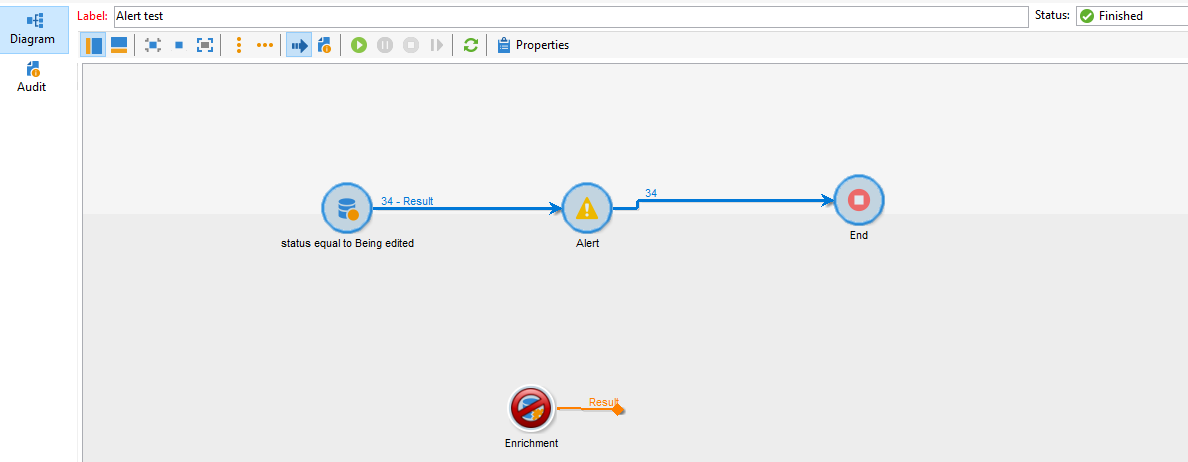 Label: Alert test
Status: Finished
Diagram
Properties
Audit
34 - Result
34
status equal to Being edited
Alert
End
Result
Enrichment